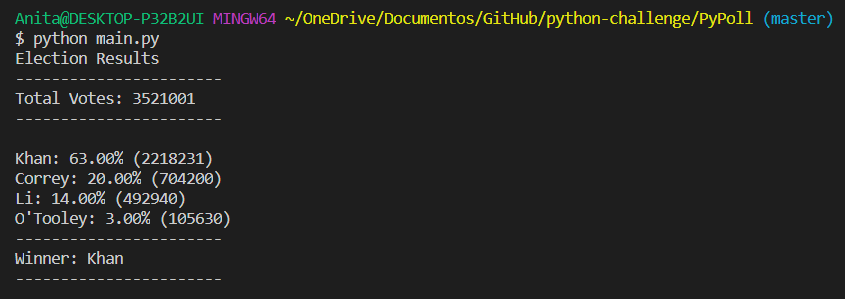 Anita@DESKTOP-P32B2UI MINGW64 ~/OneDrive/Documentos/GitHub/python-challenge/PyPoll (master)
$ python main.py
Election Results
-----------------------
Total Votes: 3521001
-----------------------

Khan: 63.00% (2218231)
Correy: 20.00% (704200)
Li: 14.00% (492940)
O'Tooley: 3.00% (105630)
-----------------------
Winner: Khan
-----------------------